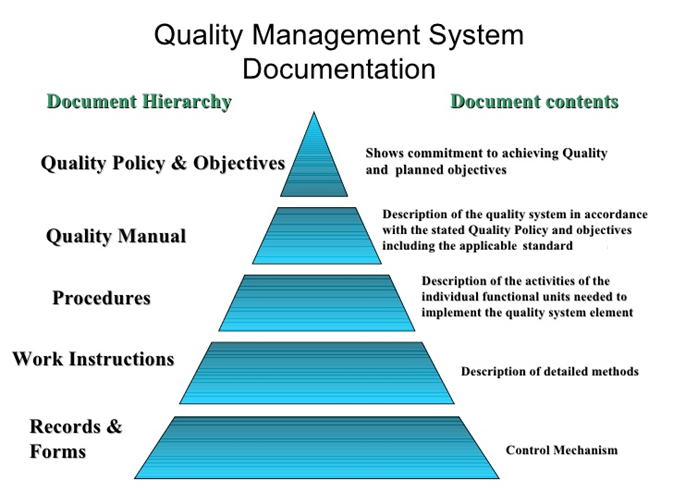 Quality Management System
Documentation
Document Hierarchy
Document contents
Quality Policy & Objectives
Shows commitment to achieving Quality
and planned objectives
Quality Manual
Description of the quality system in accordance
with the stated Quality Policy and objectives
including the applicable standard
Procedures
Description of the activities of the
individual functional units needed to
implement the quality system element
Work Instructions
Description of detailed methods
Records &
Forms
Control Mechanism